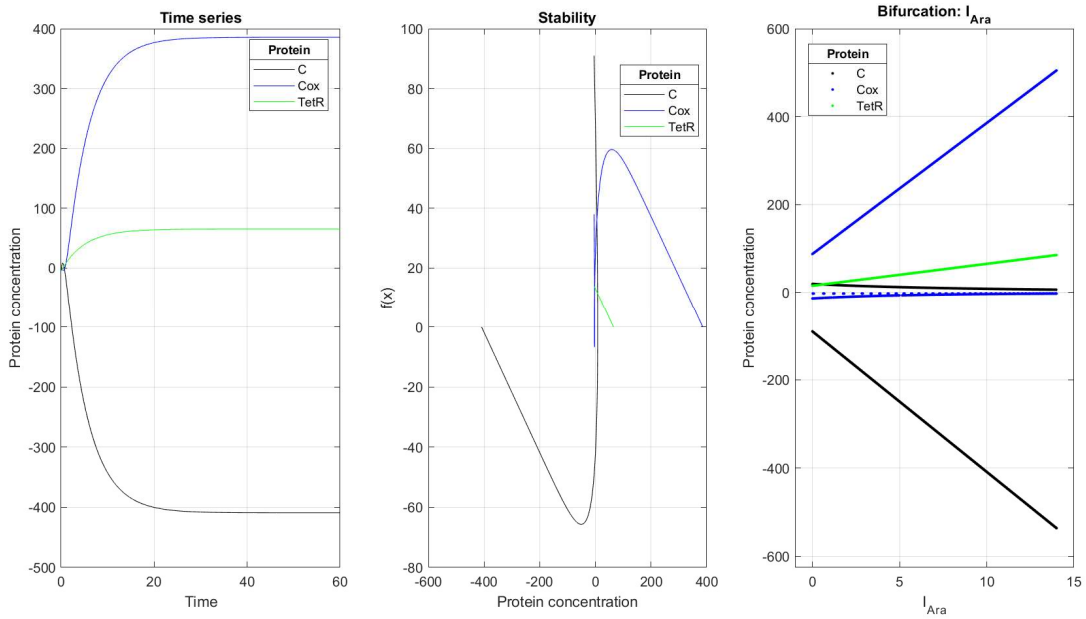 Time series
Protein concentration
400
300
200
100
0
-100
-200
-300
-400
-500
0
20
40
60
Time
Protein
C
Cox
TetR
Stability
f(x)
100
80
60
40
20
0
-20
-40
-60
-80
-600
-400
-200
0
200
400
Protein concentration
Protein
C
Cox
TetR
Bifurcation: I_Ara
Protein concentration
600
400
200
0
-200
-400
-600
0
5
10
15
I_Ara
Protein
C
Cox
TetR